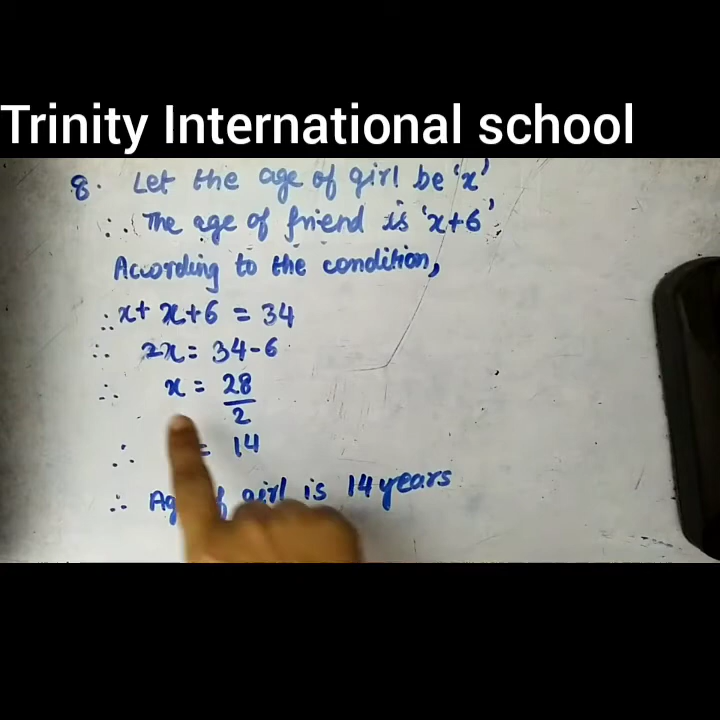 Trinity International school
8. Let the age of girl be 'x'
∴ The age of friend is 'x+6'
According to the condition,
∴ x + x + 6 = 34
∴ 2x = 34 - 6
∴ x = 28/2
∴ = 14
∴ girl is 14 years